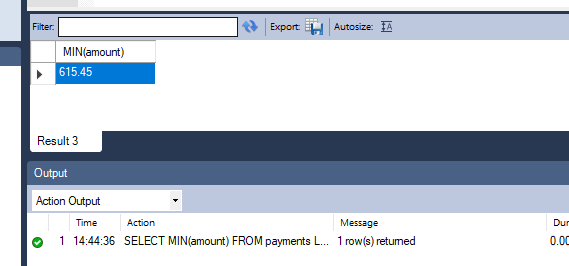 Filter: Export: Autosize:
MIN(amount)
615.45
Result 3
Output
Action Output
Time Action Message Du
1 14:44:36 SELECT MIN(amount) FROM payments L... 1 row(s) returned 0.00